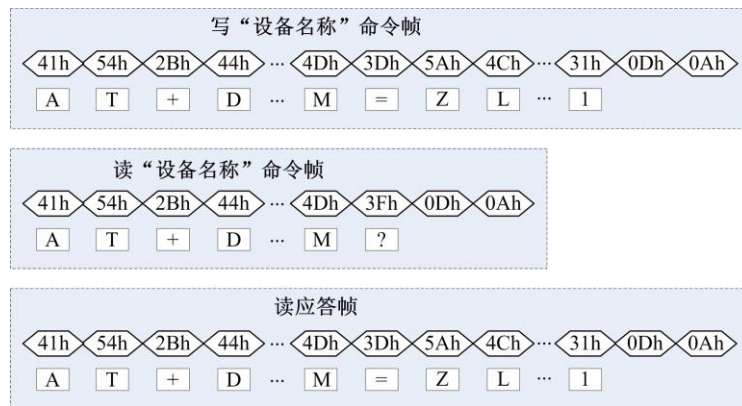 写“设备名称”命令帧
41h 54h 2Bh 44h ··· 4Dh 3Dh 5Ah 4Ch ··· 31h 0Dh 0Ah
A T + D ··· M = Z L ··· 1
读“设备名称”命令帧
41h 54h 2Bh 44h ··· 4Dh 3Fh 0Dh 0Ah
A T + D ··· M ?
读应答帧
41h 54h 2Bh 44h ··· 4Dh 3Dh 5Ah 4Ch ··· 31h 0Dh 0Ah
A T + D ··· M = Z L ··· 1